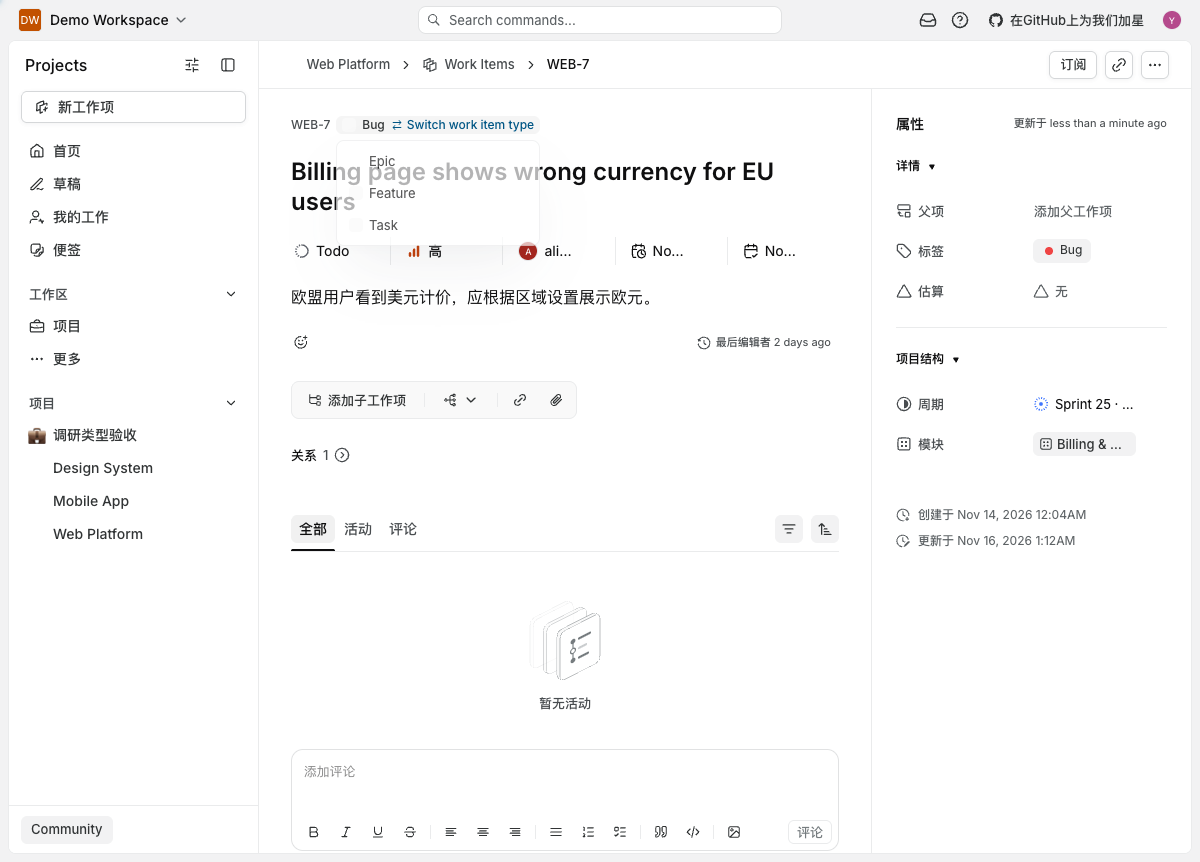 DW Demo Workspace
Search commands...
在GitHub上为我们加星
Y
Projects
新工作项
首页
草稿
我的工作
便签
工作区
项目
更多
项目
调研类型验收
Design System
Mobile App
Web Platform
Community
Web Platform
Work Items
WEB-7
订阅
WEB-7
Bug
Switch work item type
Epic
Feature
Task
Billing page shows wrong currency for EU
users
Todo
高
A
ali...
No...
No...
欧盟用户看到美元计价，应根据区域设置展示欧元。
最后编辑者 2 days ago
添加子工作项
关系 1
全部
活动
评论
暂无活动
添加评论
评论
属性
更新于 less than a minute ago
详情
父项
添加父工作项
标签
Bug
估算
无
项目结构
周期
Sprint 25 · ...
模块
Billing & ...
创建于 Nov 14, 2026 12:04AM
更新于 Nov 16, 2026 1:12AM